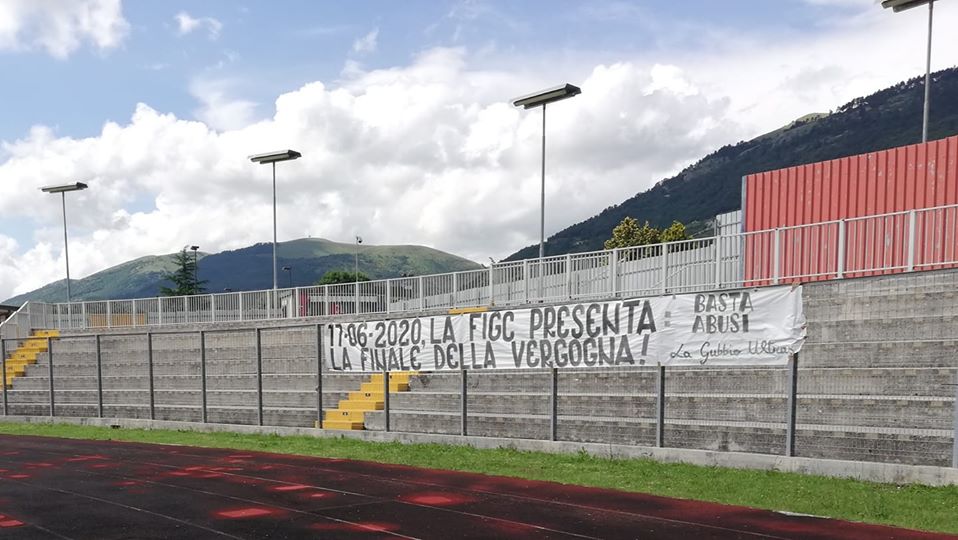 17-06-2020, LA FIGC PRESENTA:
LA FINALE DELLA VERGOGNA!
BASTA
ABUSI
La Gubbio Ultras